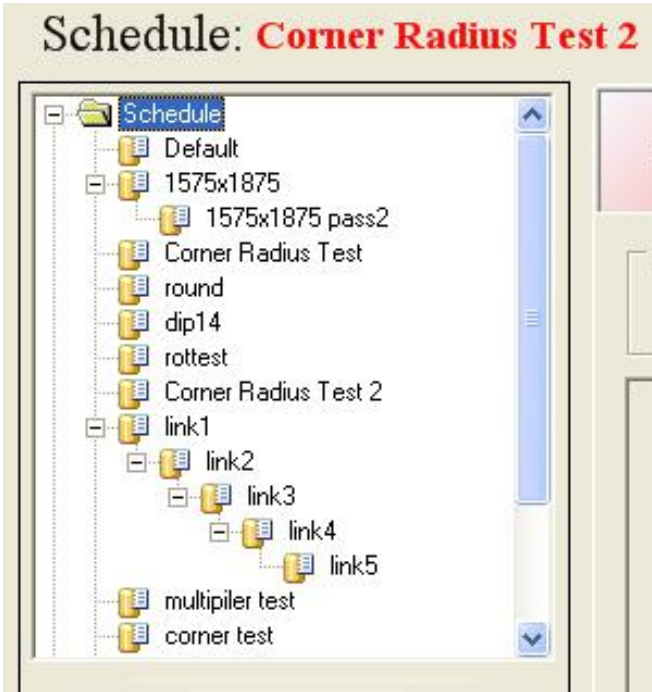 Schedule: Corner Radius Test 2
Schedule
Default
1575x1875
1575x1875 pass2
Corner Radius Test
round
dip14
rottest
Corner Radius Test 2
link1
link2
link3
link4
link5
multipiler test
corner test